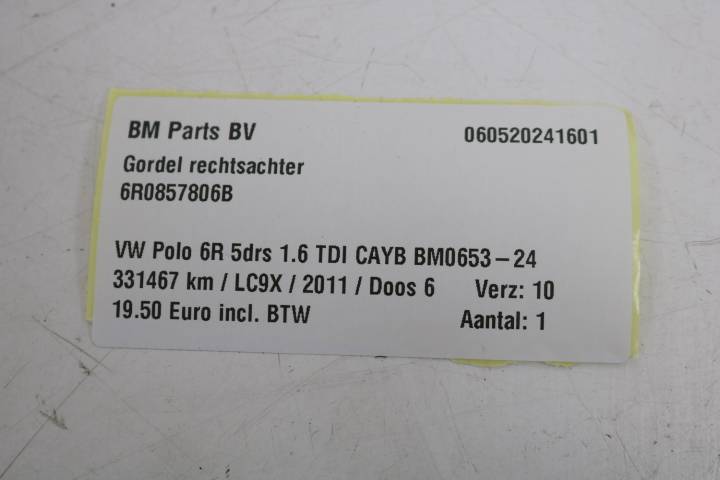 BM Parts BV 060520241601
Gordel rechtsachter
6R0857806B
VW Polo 6R 5drs 1.6 TDI CAYB BM0653-24
331467 km / LC9X / 2011 / Doos 6 Verz: 10
19.50 Euro incl. BTW Aantal: 1